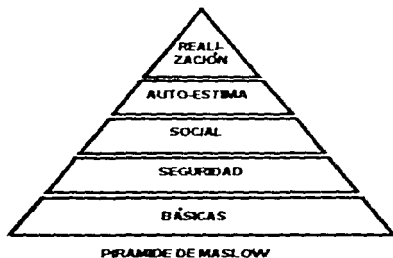 REALI-
ZACIÓN
AUTO-ESTIMA
SOCIAL
SEGURIDAD
BÁSICAS
PIRAMIDE DE MASLOW